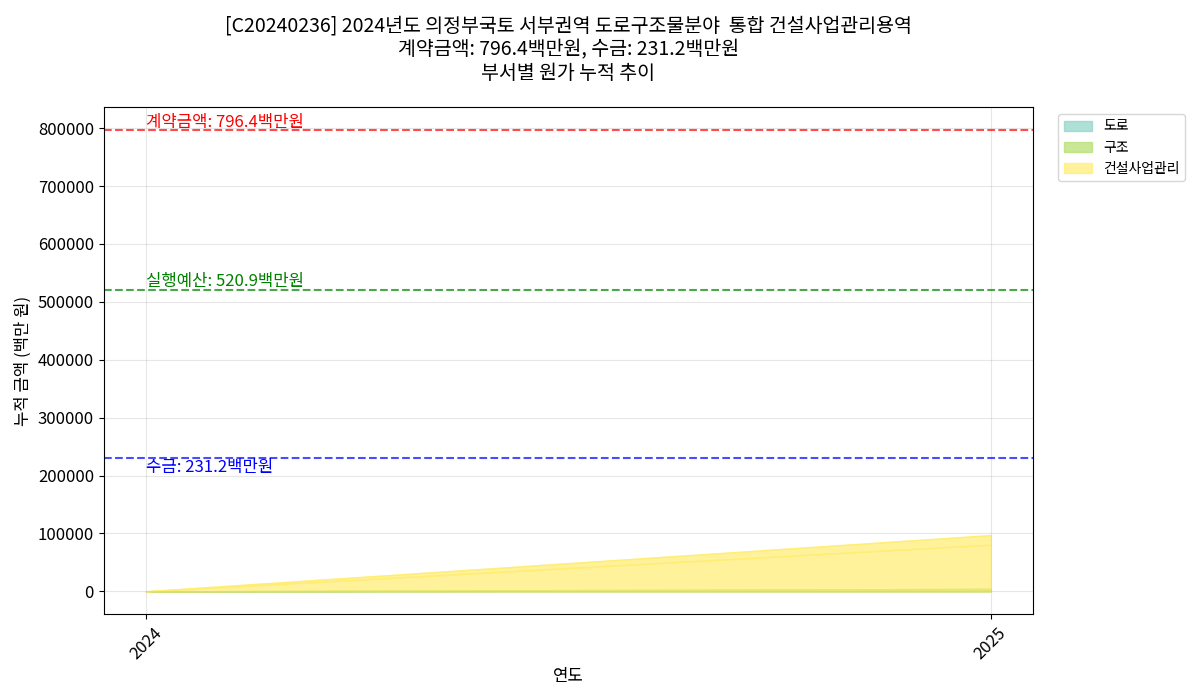 [C20240236] 2024년도 의정부국토 서부권역 도로구조물분야  통합 건설사업관리용역
계약금액: 796.4백만원, 수금: 231.2백만원
부서별 원가 누적 추이
계약금액: 796.4백만원
실행예산: 520.9백만원
수금: 231.2백만원
도로
구조
건설사업관리
누적 금액 (백만 원)
800000
700000
600000
500000
400000
300000
200000
100000
0
2024
2025
연도